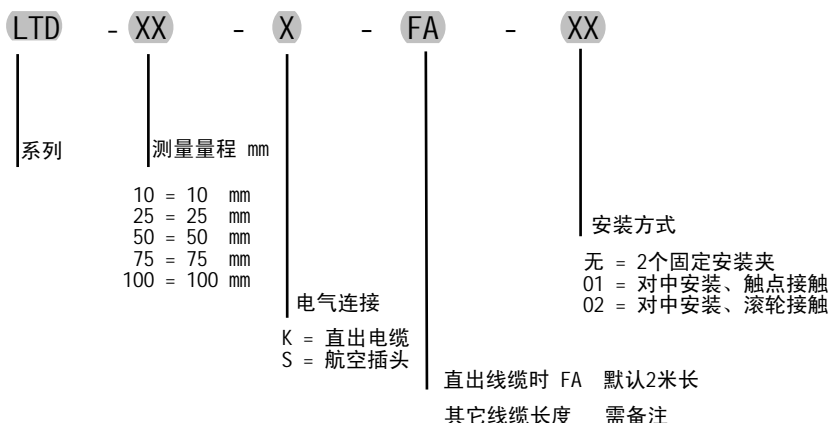 LTD - XX - X - FA - XX
系列
测量量程 mm
10 = 10 mm
25 = 25 mm
50 = 50 mm
75 = 75 mm
100 = 100 mm
电气连接
K = 直出电缆
S = 航空插头
直出线缆时 FA 默认2米长
其它线缆长度 需备注
安装方式
无 = 2个固定安装夹
01 = 对中安装、触点接触
02 = 对中安装、滚轮接触